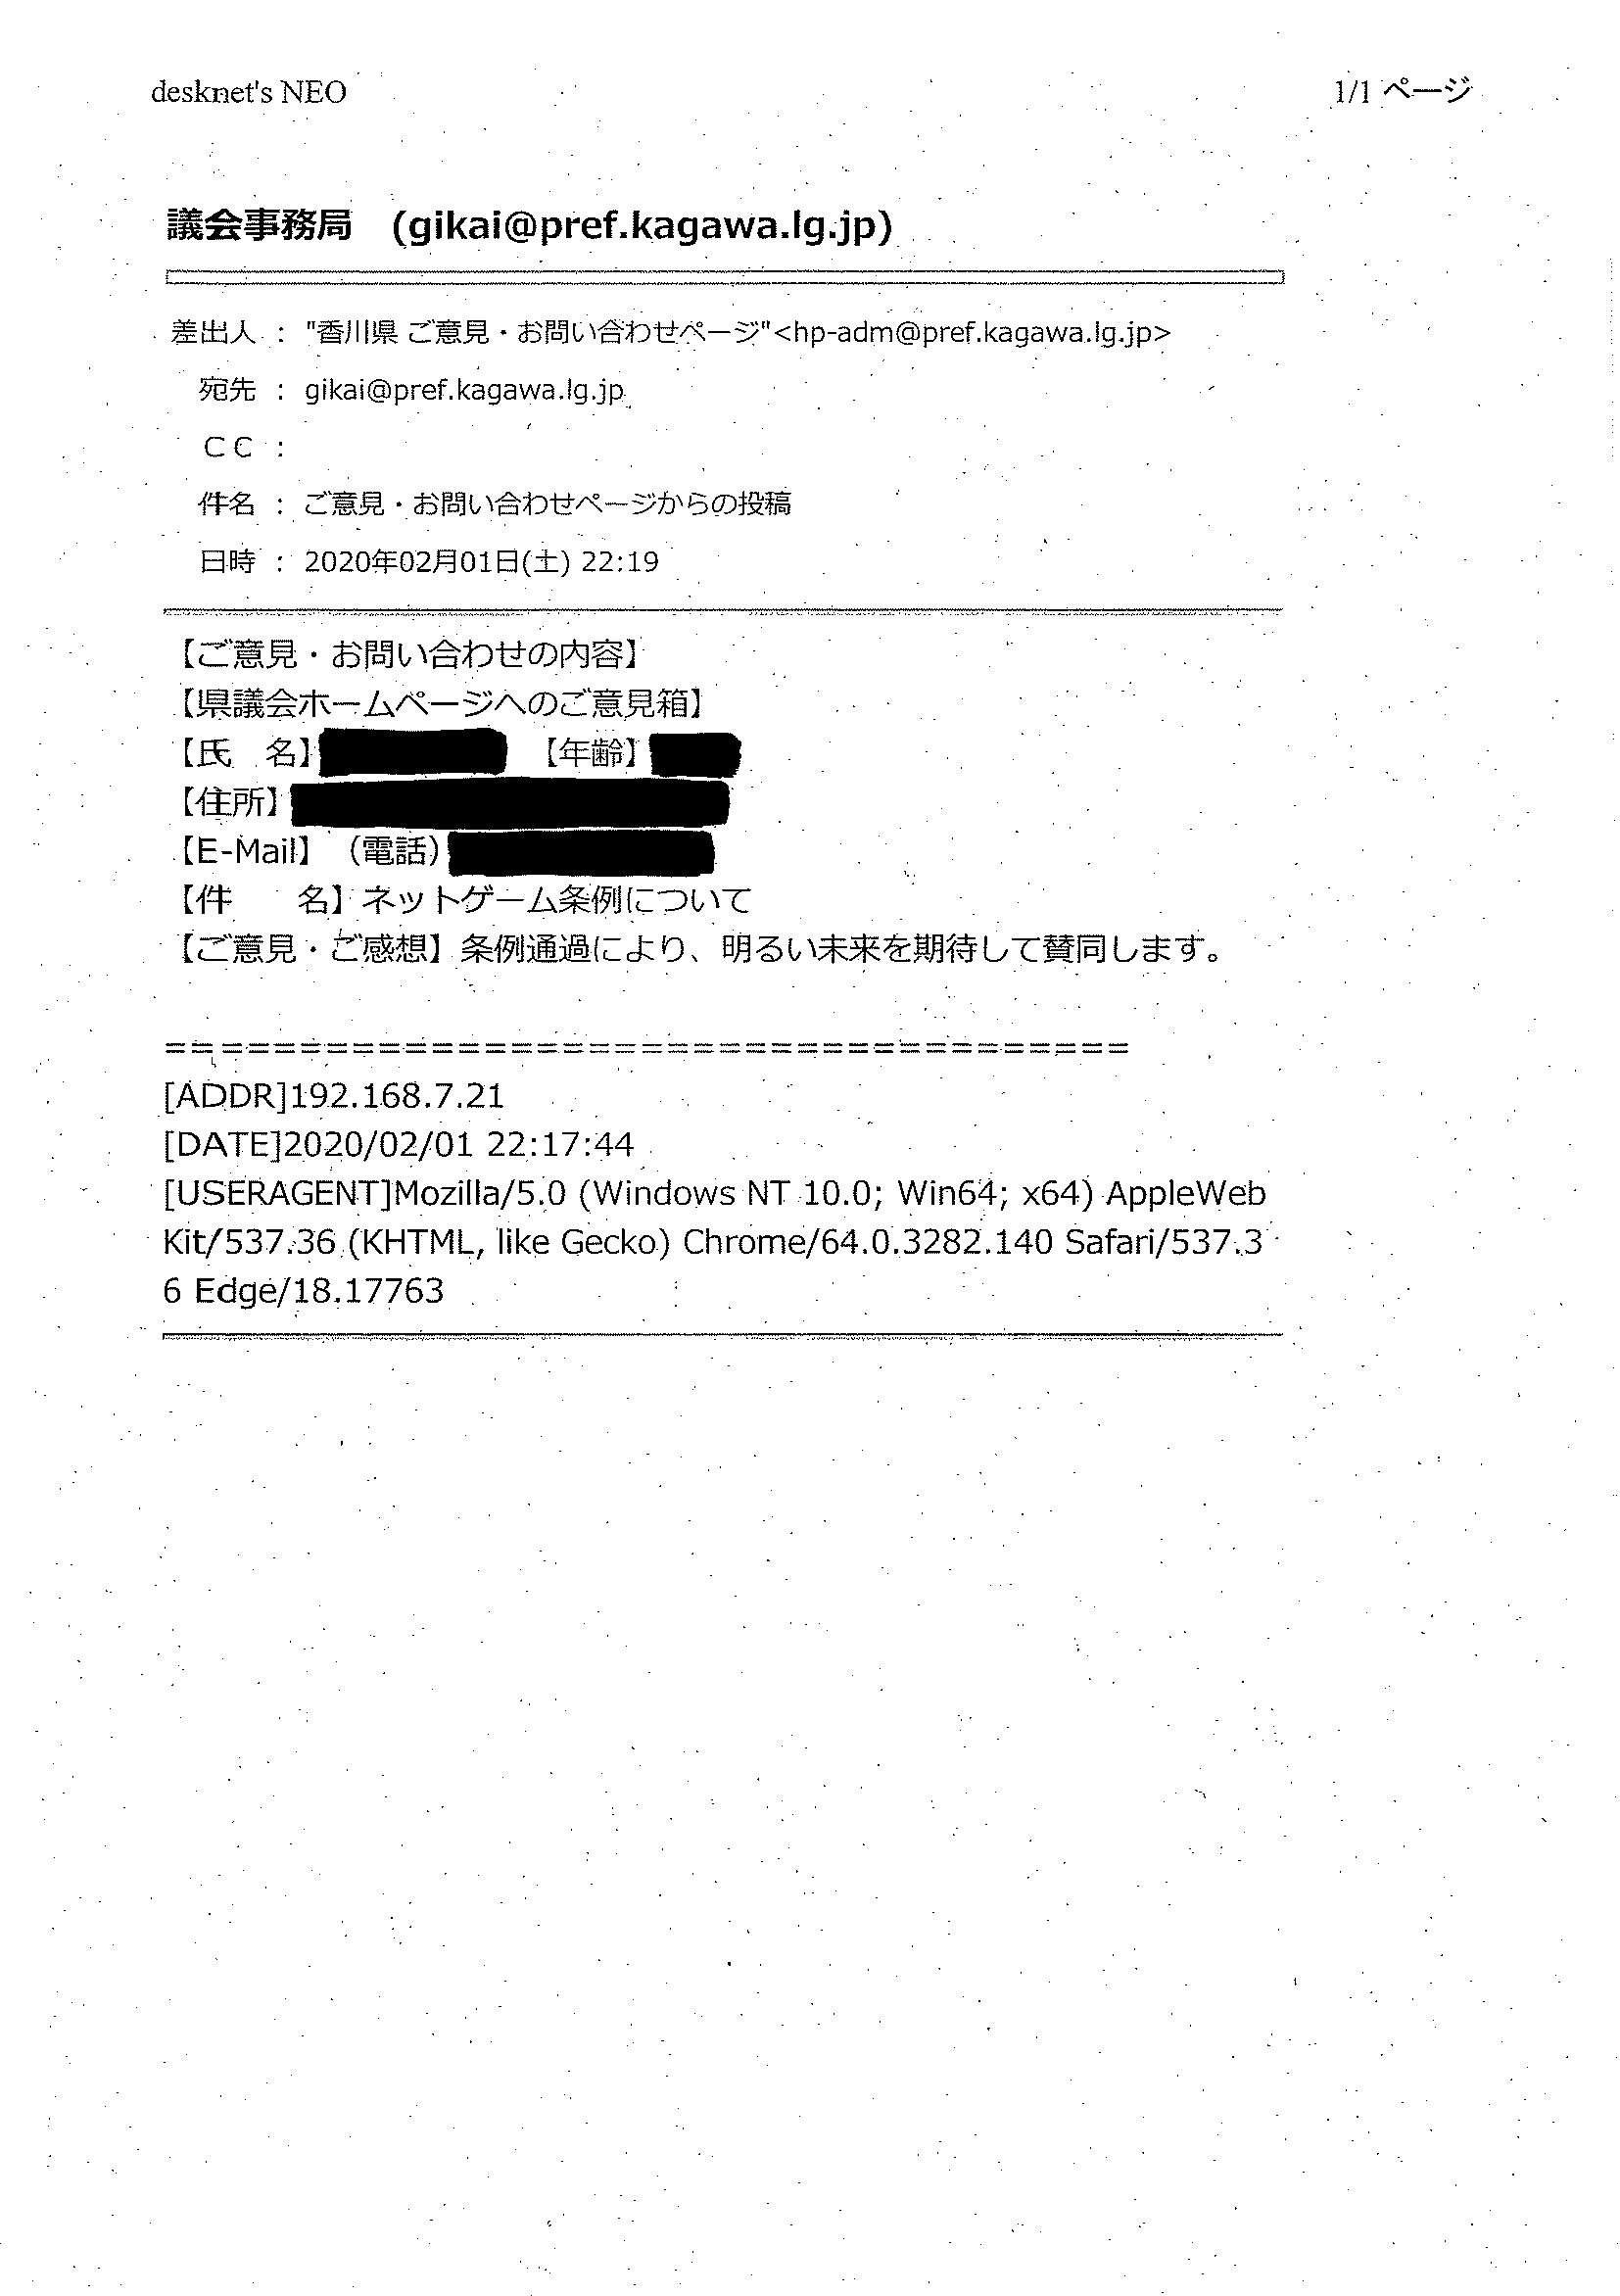 desknet's NEO 1/1 ページ
議会事務局 (gikai@pref.kagawa.lg.jp)
差出人 : "香川県 ご意見・お問い合わせページ"<hp-adm@pref.kagawa.lg.jp>
宛先 : gikai@pref.kagawa.lg.jp
ＣＣ :
件名 : ご意見・お問い合わせページからの投稿
日時 : 2020年02月01日(土) 22:19
【ご意見・お問い合わせの内容】
【県議会ホームページへのご意見箱】
【氏　名】 【年齢】
【住所】
【E-Mail】（電話）
【件　　名】ネットゲーム条例について
【ご意見・ご感想】条例通過により、明るい未来を期待して賛同します。
=====================================
[ADDR]192.168.7.21
[DATE]2020/02/01 22:17:44
[USERAGENT]Mozilla/5.0 (Windows NT 10.0; Win64; x64) AppleWeb
Kit/537.36 (KHTML, like Gecko) Chrome/64.0.3282.140 Safari/537.3
6 Edge/18.17763